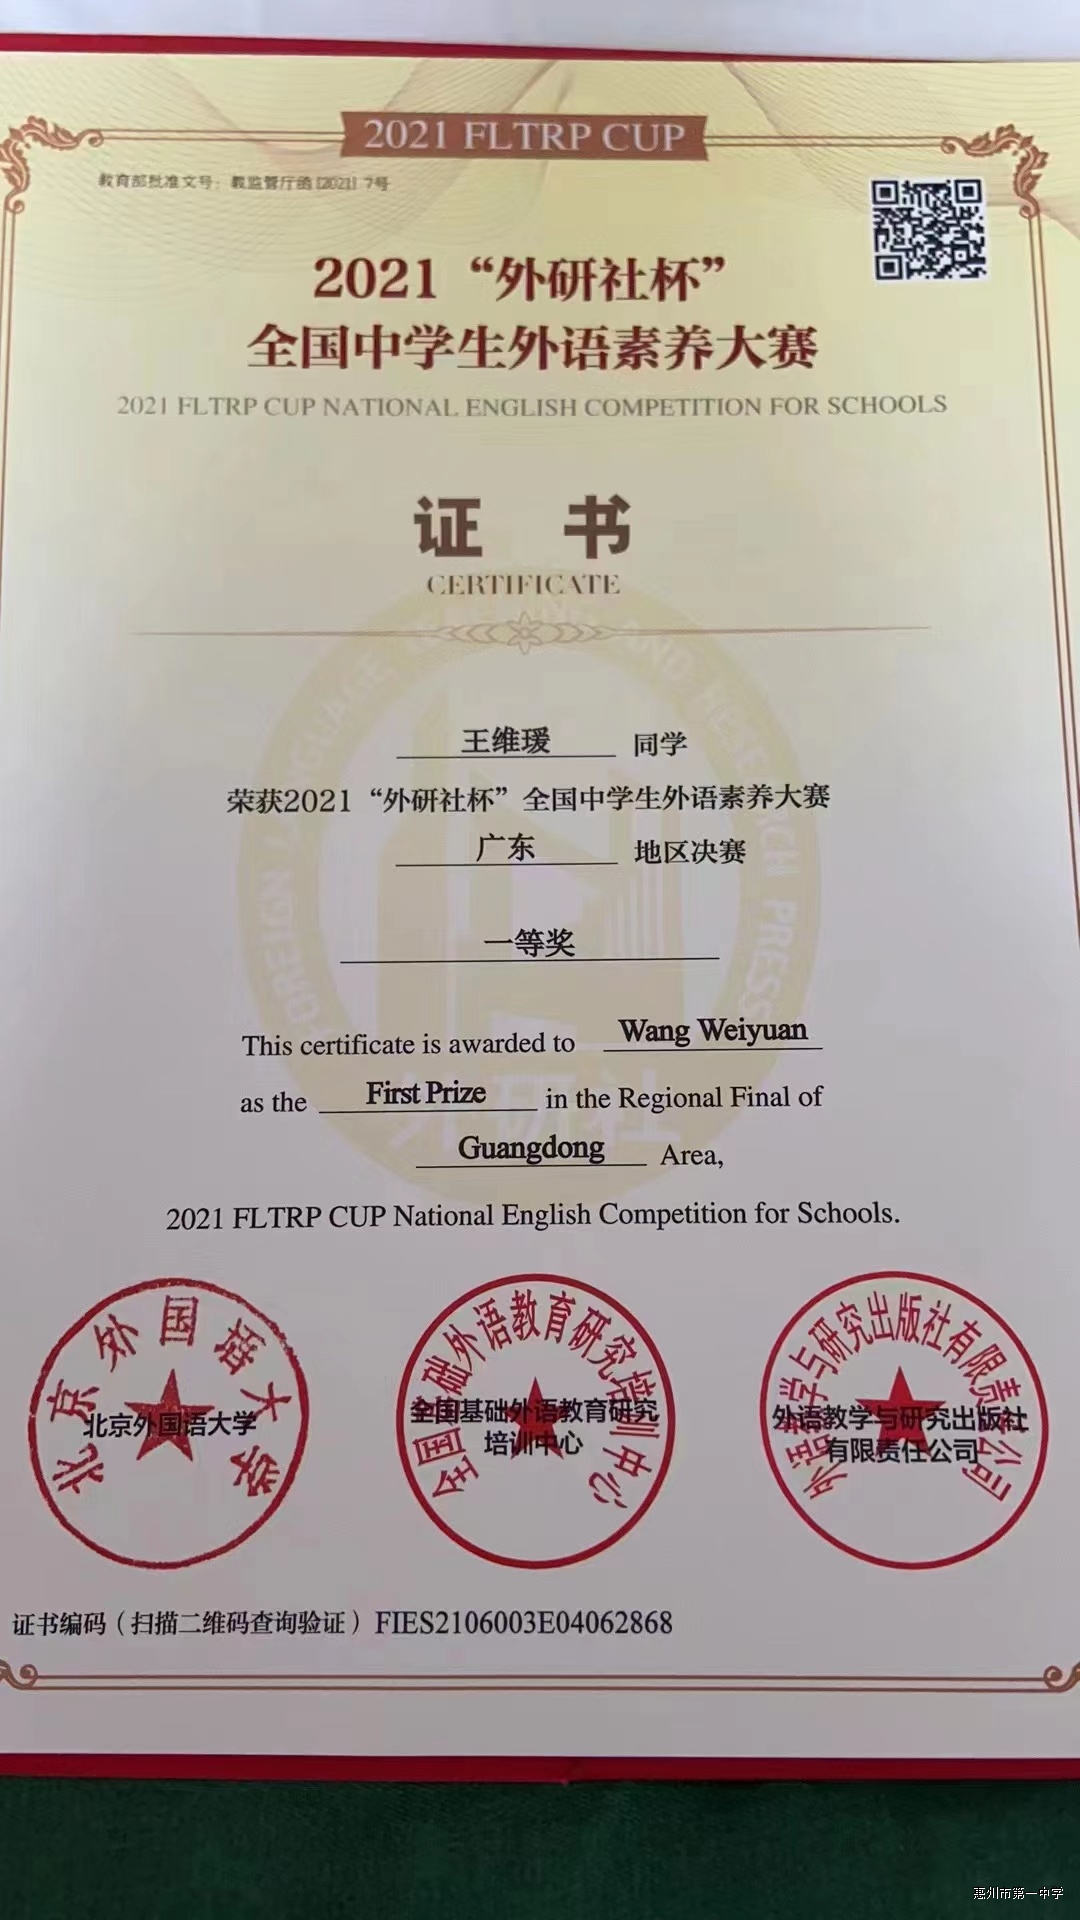 2021 FLTRP CUP
教育部批准文号：教监管厅函[2021] 7号
2021“外研社杯”
全国中学生外语素养大赛
2021 FLTRP CUP NATIONAL ENGLISH COMPETITION FOR SCHOOLS
证 书
CERTIFICATE
王维瑗 同学
荣获2021“外研社杯”全国中学生外语素养大赛
广东 地区决赛
一等奖
This certificate is awarded to Wang Weiyuan
as the First Prize in the Regional Final of
Guangdong Area,
2021 FLTRP CUP National English Competition for Schools.
FOREIGN LANGUAGE TEACHING AND RESEARCH PRESS
外研社
北京外国语大学
北京外国语大学
全国基础外语教育研究培训中心
全国基础外语教育研究
培训中心
外语教学与研究出版社有限责任公司
外语教学与研究出版社
有限责任公司
证书编码（扫描二维码查询验证）FIES2106003E04062868
惠州市第一中学